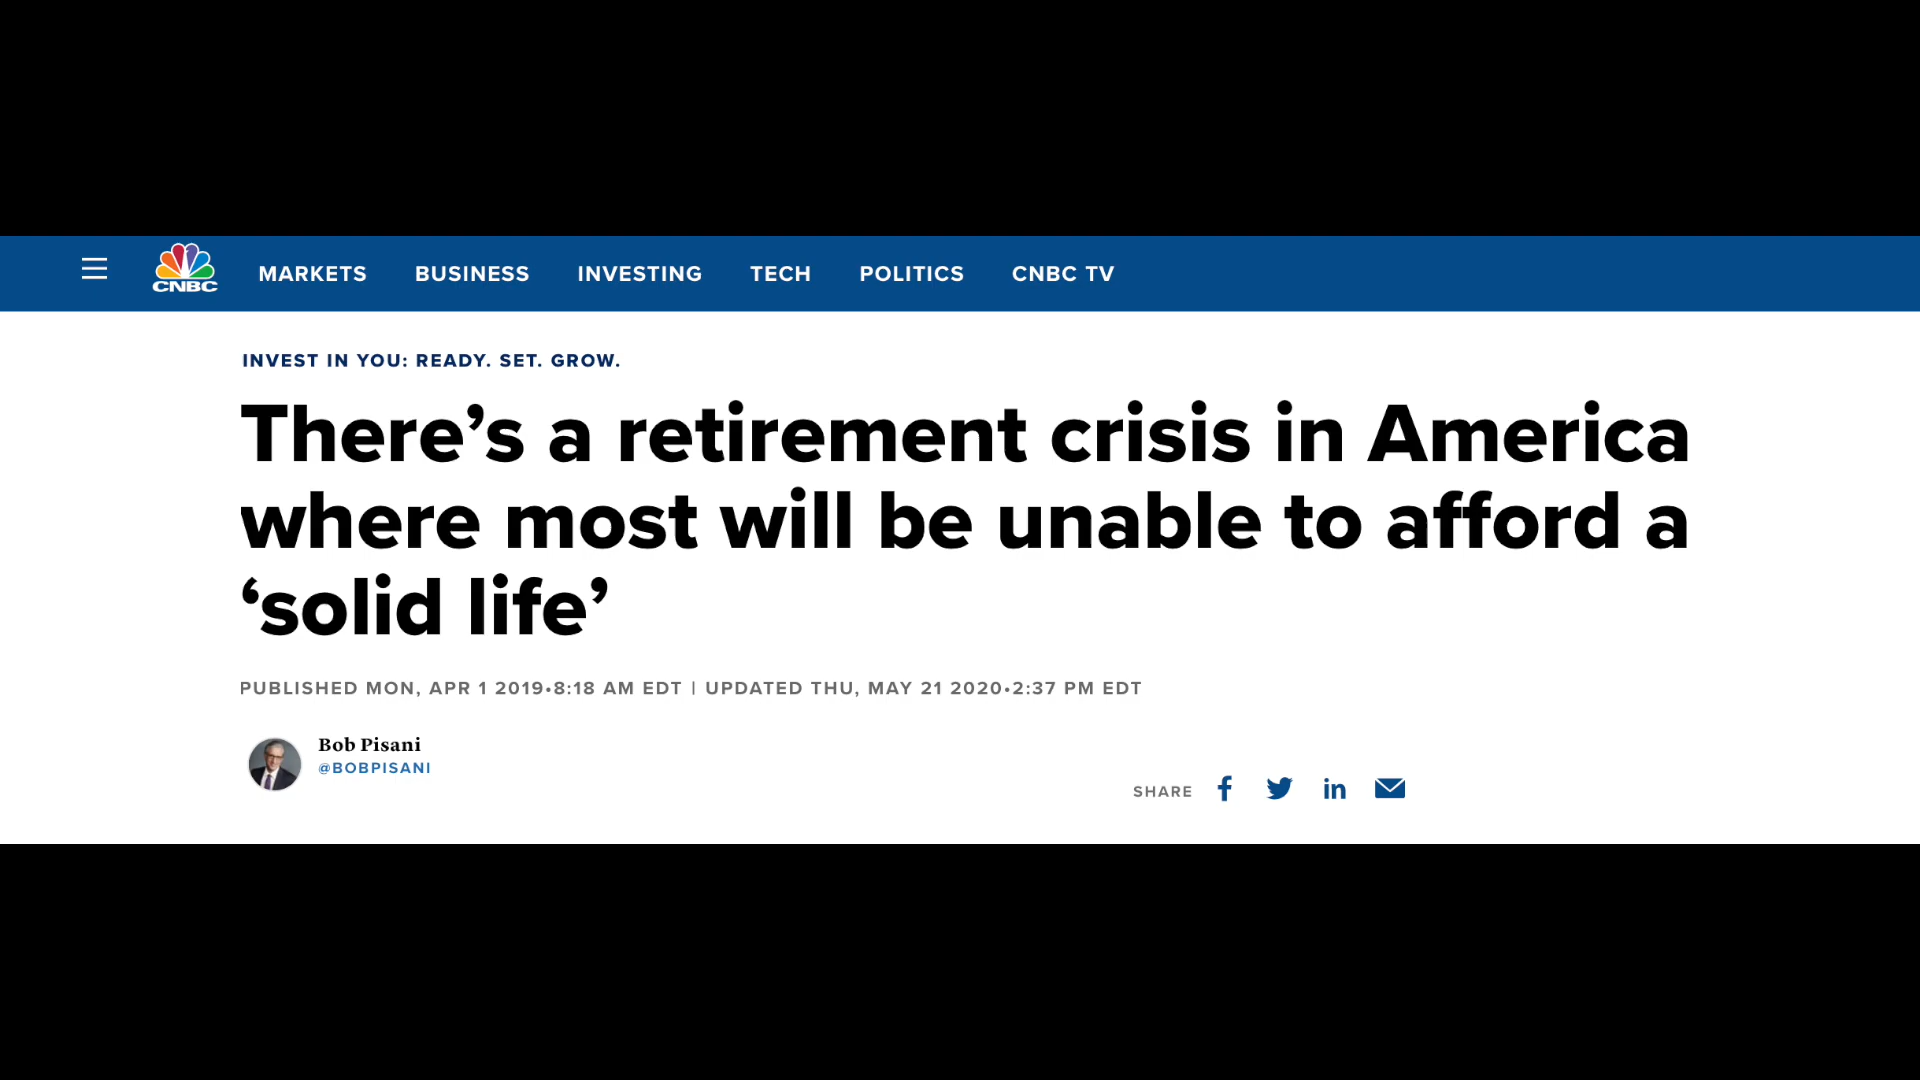 CNBC
MARKETS BUSINESS INVESTING TECH POLITICS CNBC TV
INVEST IN YOU: READY. SET. GROW.
There’s a retirement crisis in America
where most will be unable to afford a
‘solid life’
PUBLISHED MON, APR 1 2019•8:18 AM EDT | UPDATED THU, MAY 21 2020•2:37 PM EDT
Bob Pisani
@BOBPISANI
SHARE